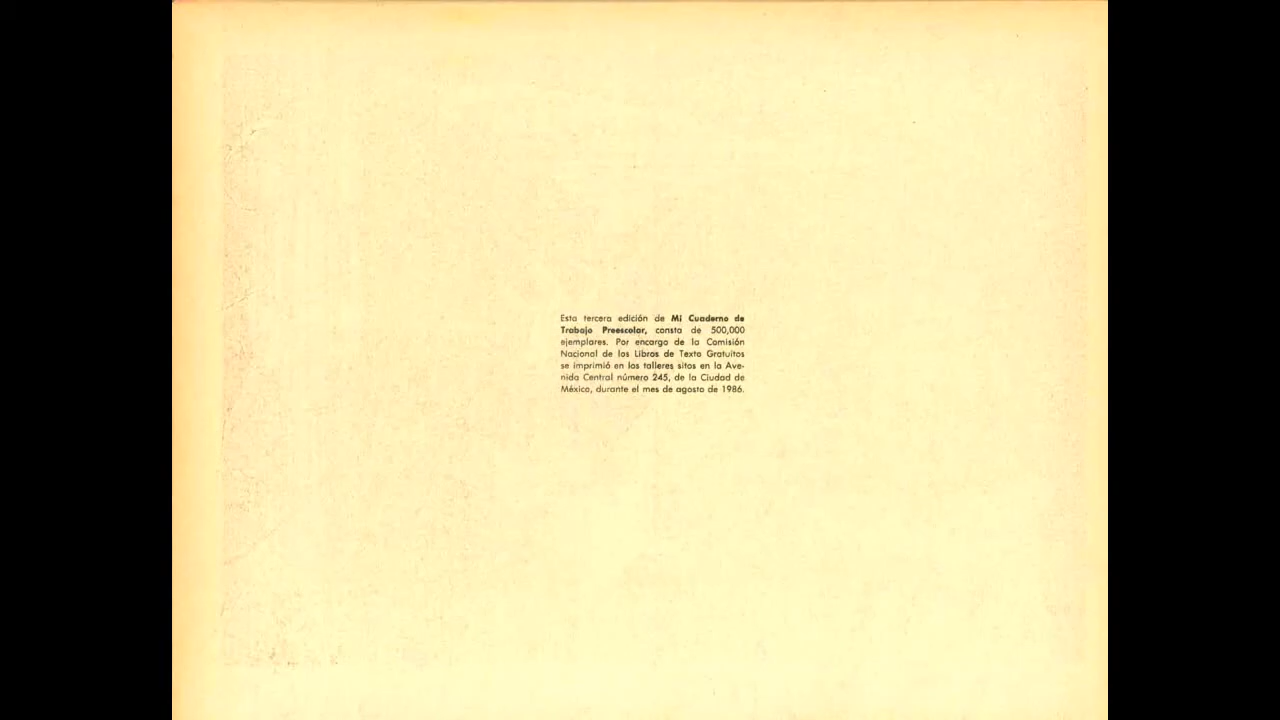 Esta tercera edición de Mi Cuaderno de
Trabajo Preescolar, consta de 500,000
ejemplares. Por encargo de la Comisión
Nacional de los Libros de Texto Gratuitos
se imprimió en los talleres sitos en la Ave-
nida Central número 245, de la Ciudad de
México, durante el mes de agosto de 1986.